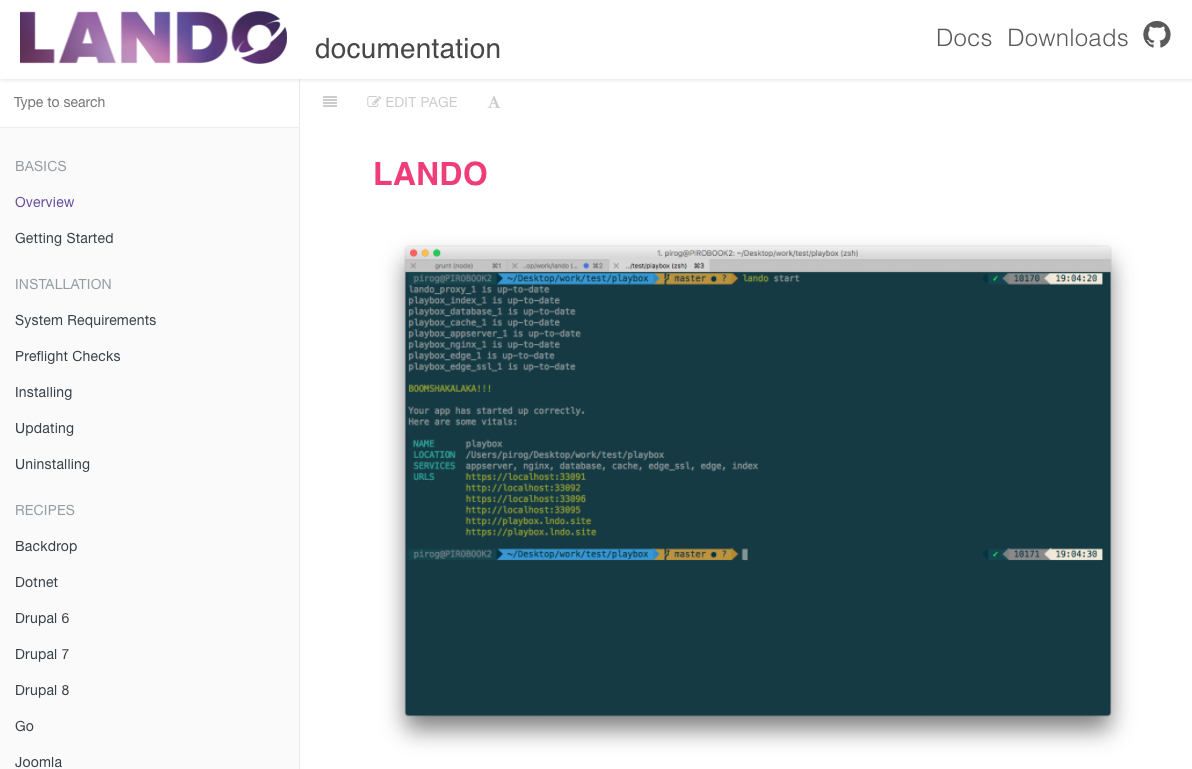 LANDO
documentation
Docs Downloads
Type to search
EDIT PAGE A
BASICS
Overview
Getting Started
INSTALLATION
System Requirements
Preflight Checks
Installing
Updating
Uninstalling
RECIPES
Backdrop
Dotnet
Drupal 6
Drupal 7
Drupal 8
Go
Joomla
LANDO
1. pirog@PIROBOOK2: ~/Desktop/work/test/playbox (zsh)
grunt (node) ⌘1 ..op/work/lando (... ⌘2 ../test/playbox (zsh) ⌘3
pirog@PIROBOOK2 ~/Desktop/work/test/playbox master ● ? lando start ✓ 10170 19:04:20
lando_proxy_1 is up-to-date
playbox_index_1 is up-to-date
playbox_database_1 is up-to-date
playbox_cache_1 is up-to-date
playbox_appserver_1 is up-to-date
playbox_nginx_1 is up-to-date
playbox_edge_1 is up-to-date
playbox_edge_ssl_1 is up-to-date
BOOMSHAKALAKA!!!
Your app has started up correctly.
Here are some vitals:
NAME playbox
LOCATION /Users/pirog/Desktop/work/test/playbox
SERVICES appserver, nginx, database, cache, edge_ssl, edge, index
URLS https://localhost:33091
http://localhost:33092
https://localhost:33096
http://localhost:33095
http://playbox.lndo.site
https://playbox.lndo.site
pirog@PIROBOOK2 ~/Desktop/work/test/playbox master ● ? ✓ 10171 19:04:30